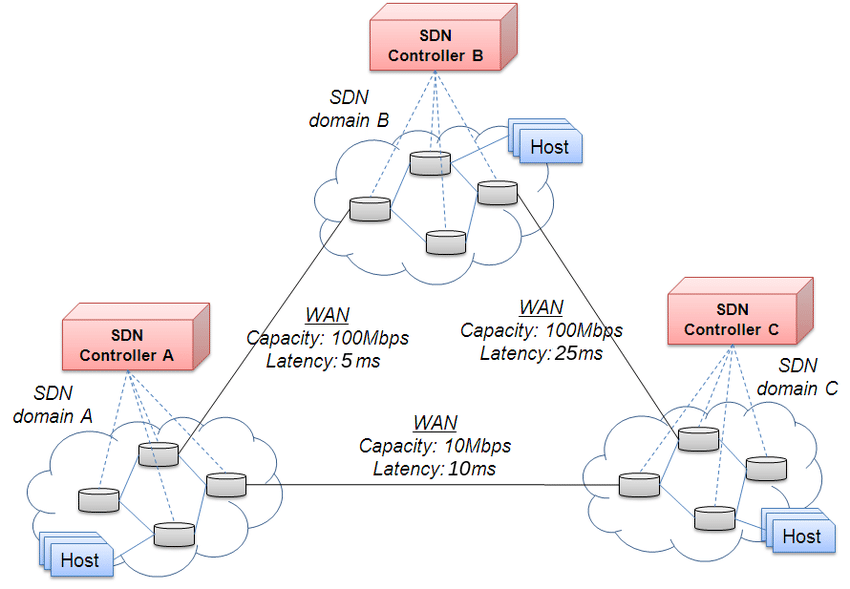 SDN
Controller B
SDN
domain B
Host
WAN
Capacity: 100Mbps
Latency: 5 ms
WAN
Capacity: 100Mbps
Latency: 25ms
SDN
Controller A
SDN
Controller C
SDN
domain A
SDN
domain C
WAN
Capacity: 10Mbps
Latency: 10ms
Host
Host